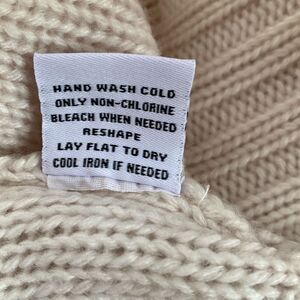 HAND WASH COLD
ONLY NON-CHLORINE
BLEACH WHEN NEEDED
RESHAPE
LAY FLAT TO DRY
COOL IRON IF NEEDED